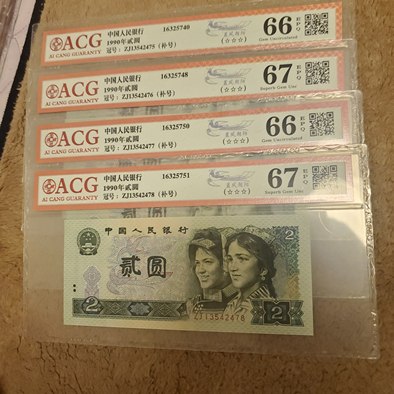 ACG
AI CANG GUARANTY
中国人民银行
1990年贰圆
冠号：ZJ13542475（补号）
16325740
(☆☆☆)
66 EPQ
Gem Uncirculated
ACG
AI CANG GUARANTY
中国人民银行
1990年贰圆
冠号：ZJ13542476（补号）
16325748
(☆☆☆)
67 EPQ
Superb Gem Unc
ACG
AI CANG GUARANTY
中国人民银行
1990年贰圆
冠号：ZJ13542477（补号）
16325750
(☆☆☆)
66 EPQ
Gem Uncirculated
ACG
AI CANG GUARANTY
中国人民银行
1990年贰圆
冠号：ZJ13542478（补号）
16325751
(☆☆☆)
67 EPQ
Superb Gem Unc
中国人民银行
贰圆
2
2
2
ZJ13542478